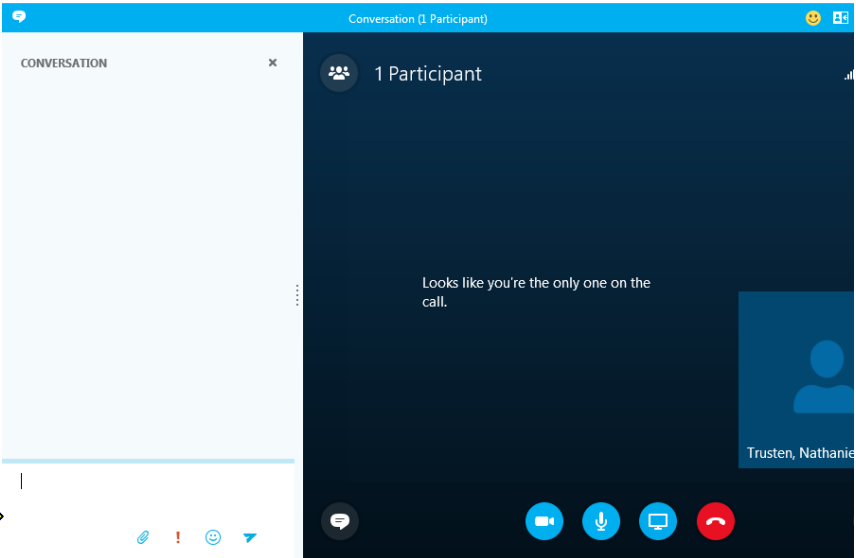 Conversation (1 Participant)
CONVERSATION
1 Participant
Looks like you're the only one on the
call.
Trusten, Nathanie